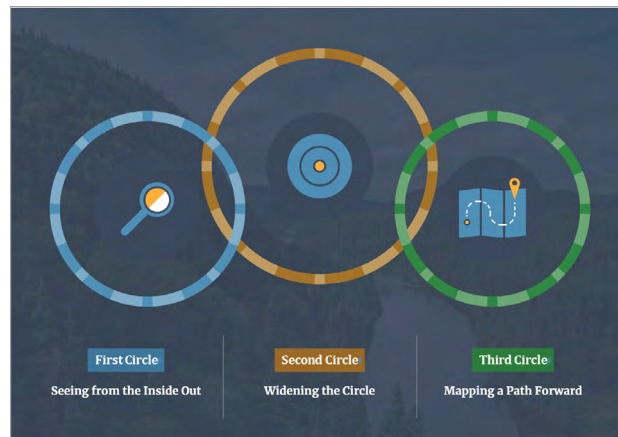 First Circle
Seeing from the Inside Out
Second Circle
Widening the Circle
Third Circle
Mapping a Path Forward